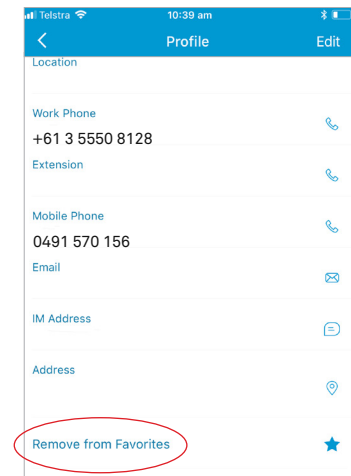 Telstra 10:39 am
Profile Edit
Location
Work Phone
+61 3 5550 8128
Extension
Mobile Phone
0491 570 156
Email
IM Address
Address
Remove from Favorites